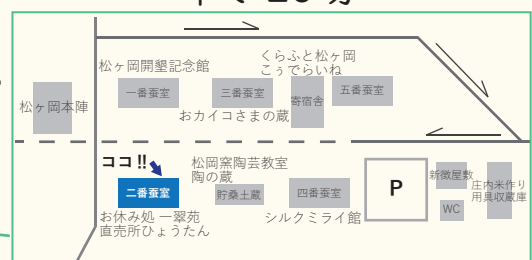 松ヶ岡開墾記念館
くらふと松ヶ岡
こぅでらいね
一番蚕室
三番蚕室
五番蚕室
寄宿舎
松ヶ岡本陣
おカイコさまの蔵
ココ!!
松岡窯陶芸教室
陶の蔵
二番蚕室
貯桑土蔵
四番蚕室
P
新徴屋敷
庄内米作り
用具収蔵庫
WC
お休み処 一翠苑
直売所ひょうたん
シルクミライ館